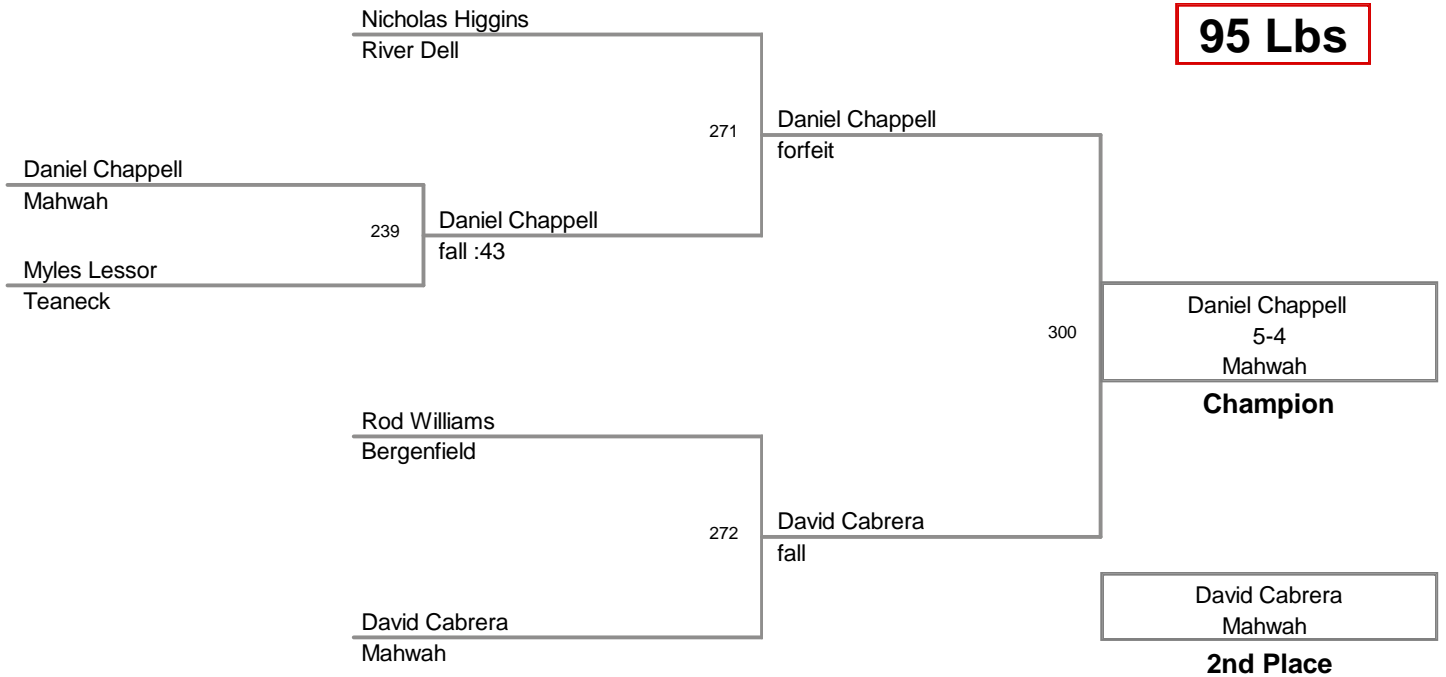 Nicholas Higgins
River Dell
95 Lbs
271
Daniel Chappell
forfeit
Daniel Chappell
Mahwah
239
Daniel Chappell
fall :43
Myles Lessor
Teaneck
300
Daniel Chappell
5-4
Mahwah
Champion
Rod Williams
Bergenfield
272
David Cabrera
fall
David Cabrera
Mahwah
David Cabrera
Mahwah
2nd Place